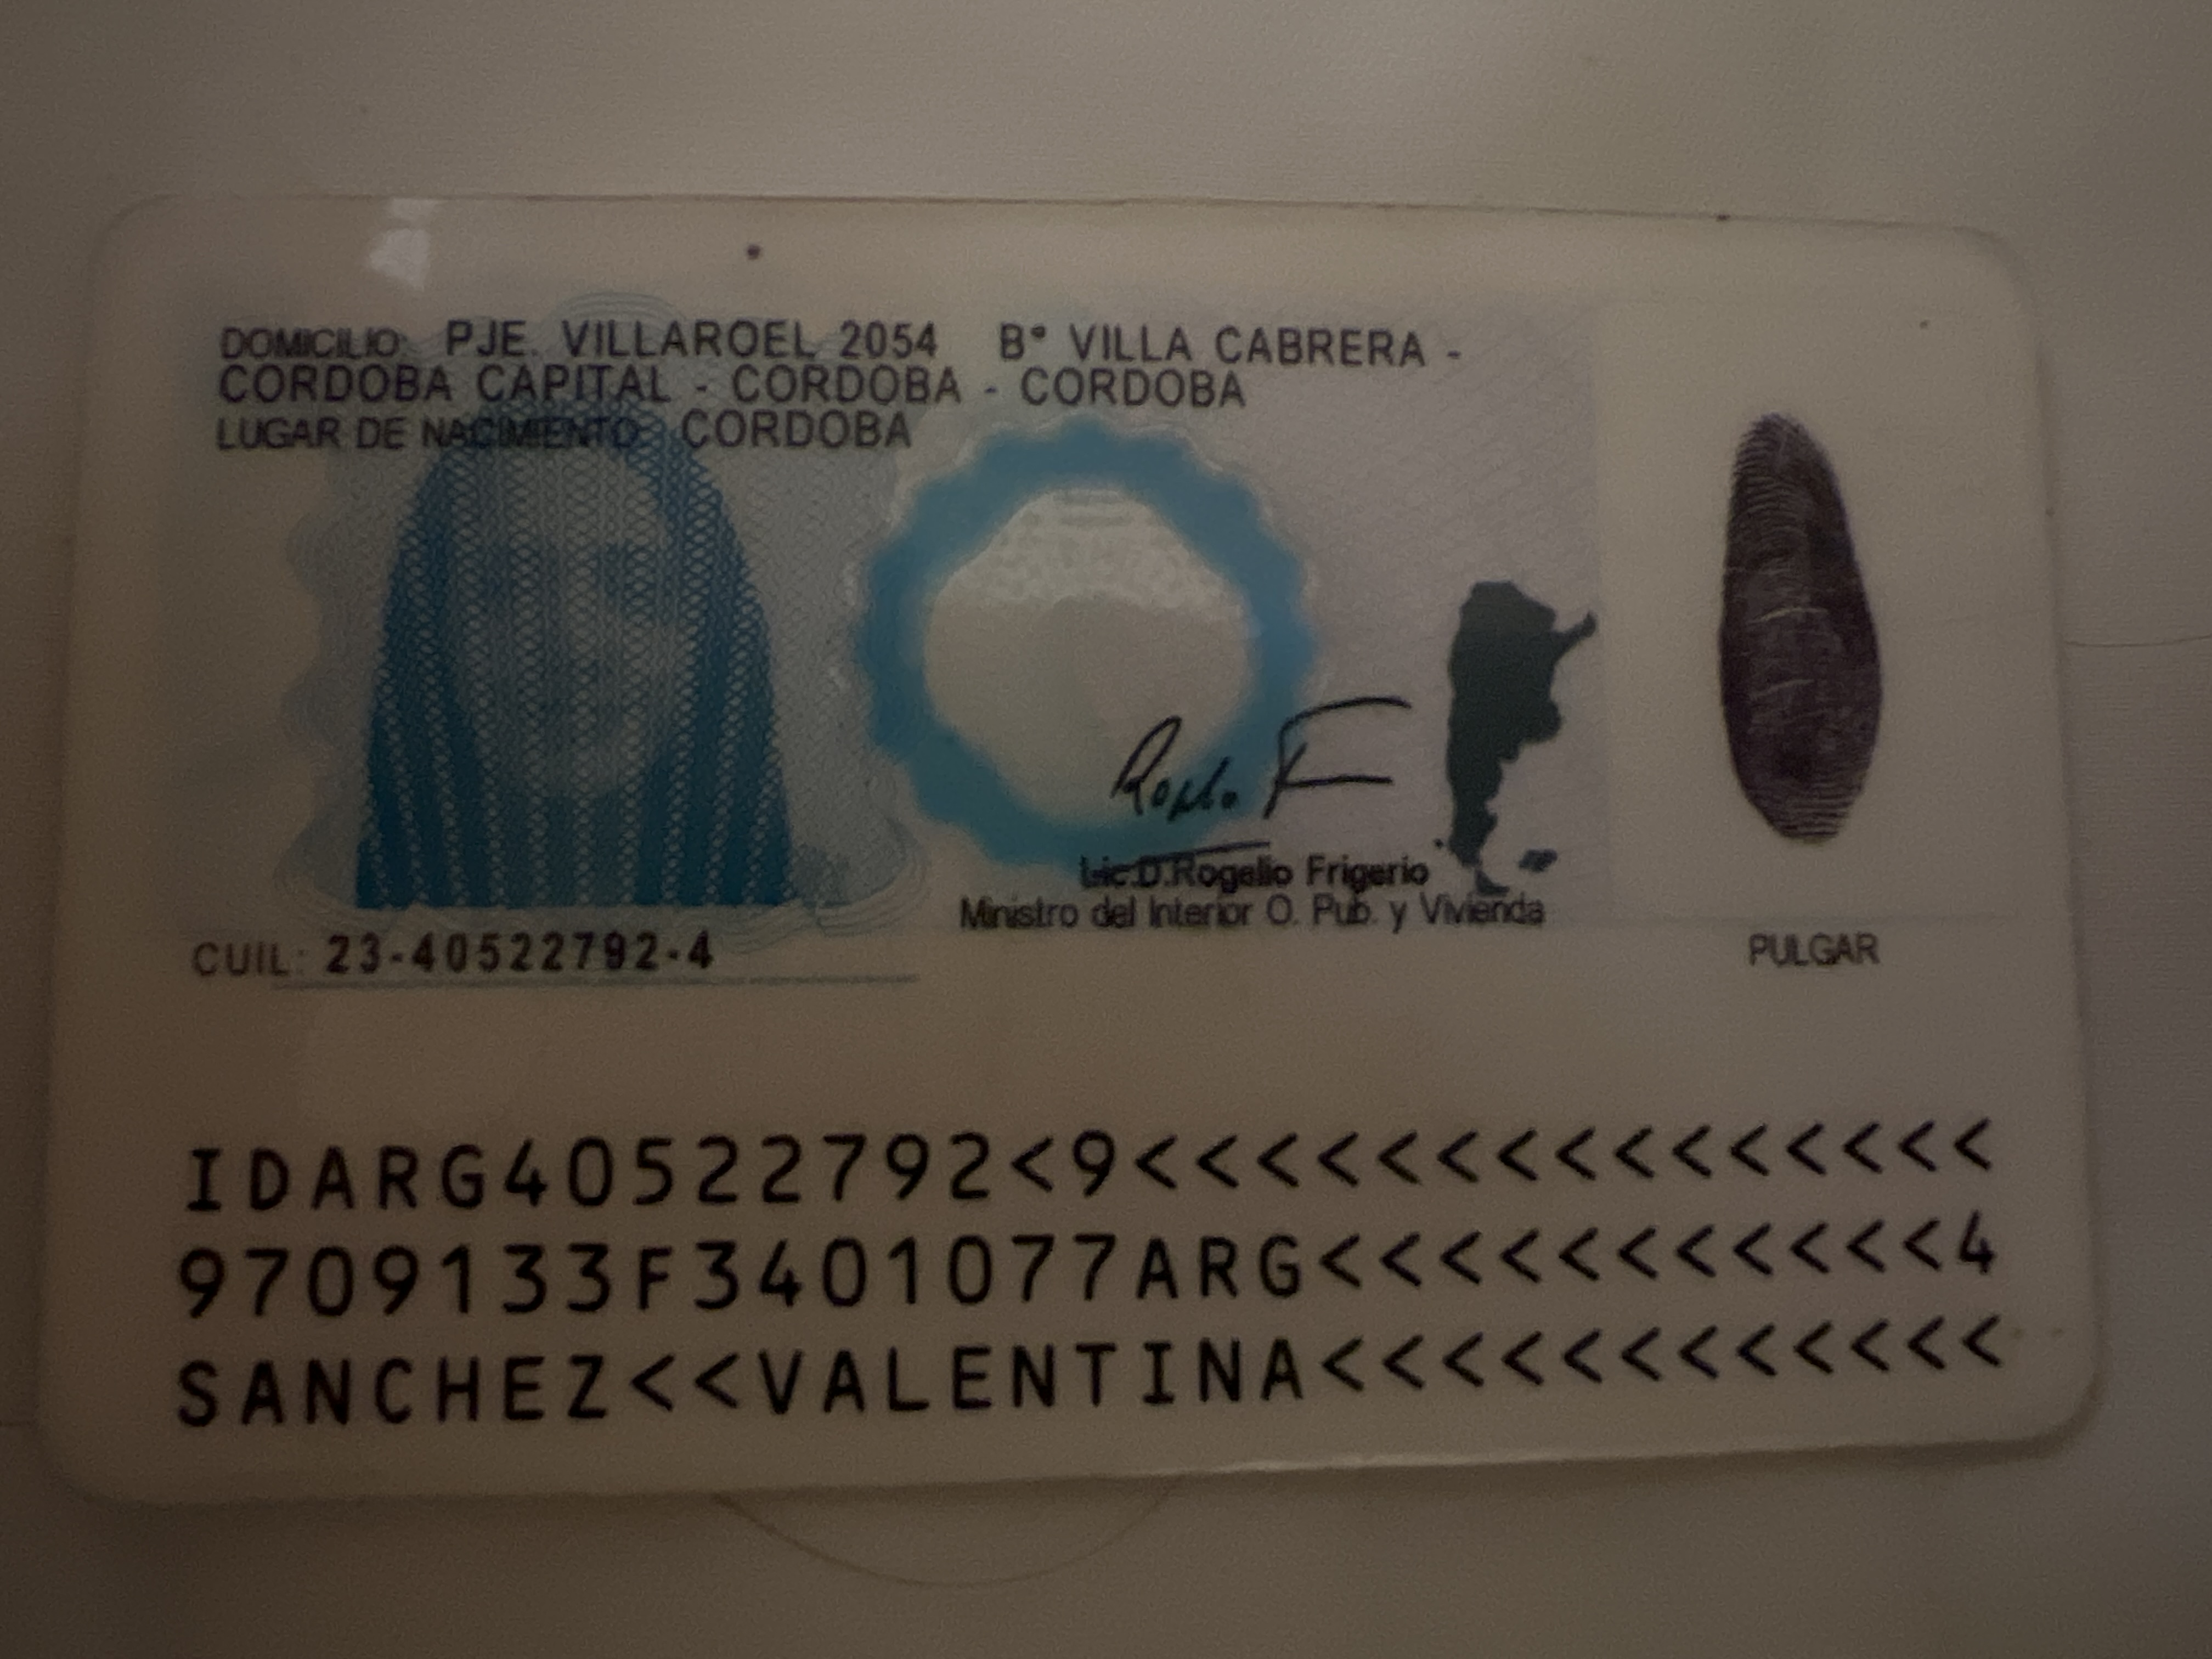 DOMICILIO: PJE. VILLAROEL 2054 B° VILLA CABRERA -
CORDOBA CAPITAL - CORDOBA - CORDOBA
LUGAR DE NACIMIENTO: CORDOBA
Lic.D.Rogelio Frigerio
Ministro del Interior O. Pub. y Vivienda
CUIL: 23-40522792-4
PULGAR
IDARG40522792<9<<<<<<<<<<<<<<<
9709133F3401077ARG<<<<<<<<<<<4
SANCHEZ<<VALENTINA<<<<<<<<<<<<